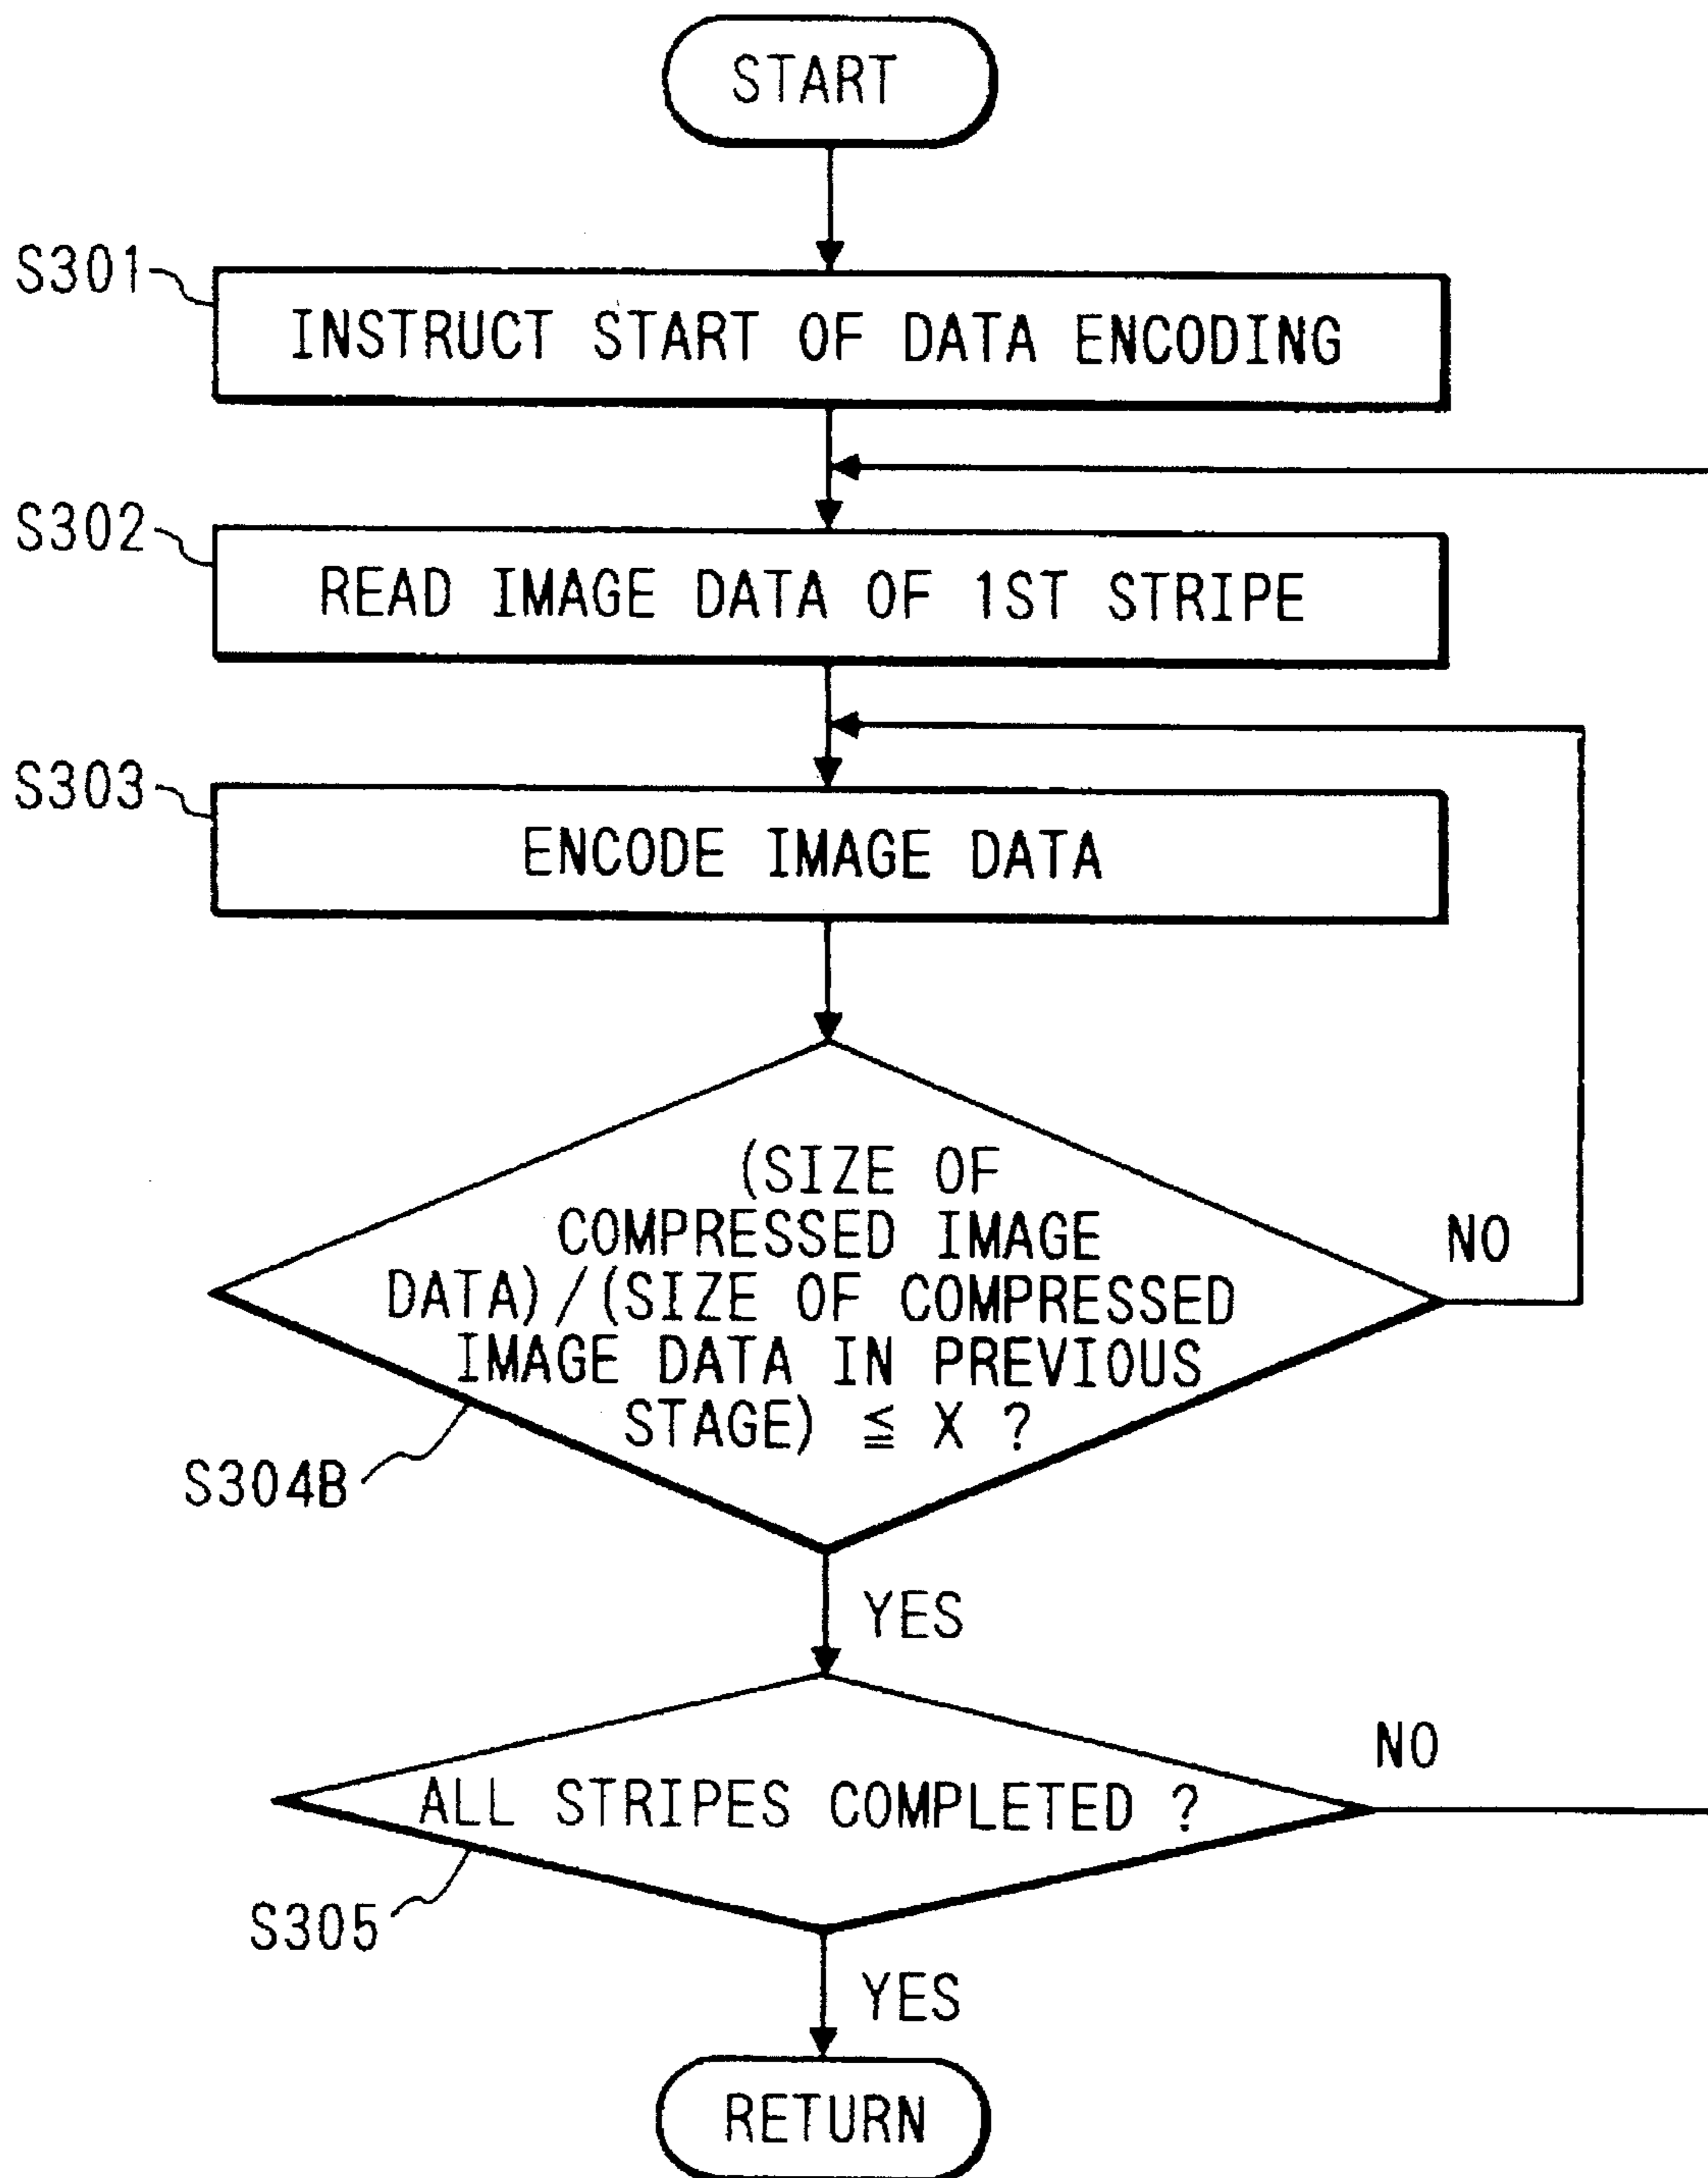 START
S301
INSTRUCT START OF DATA ENCODING
S302
READ IMAGE DATA OF 1ST STRIPE
S303
ENCODE IMAGE DATA
(SIZE OF
COMPRESSED IMAGE
DATA)/(SIZE OF COMPRESSED
IMAGE DATA IN PREVIOUS
STAGE) ≦ X ?
NO
S304B
YES
ALL STRIPES COMPLETED ?
NO
S305
YES
RETURN